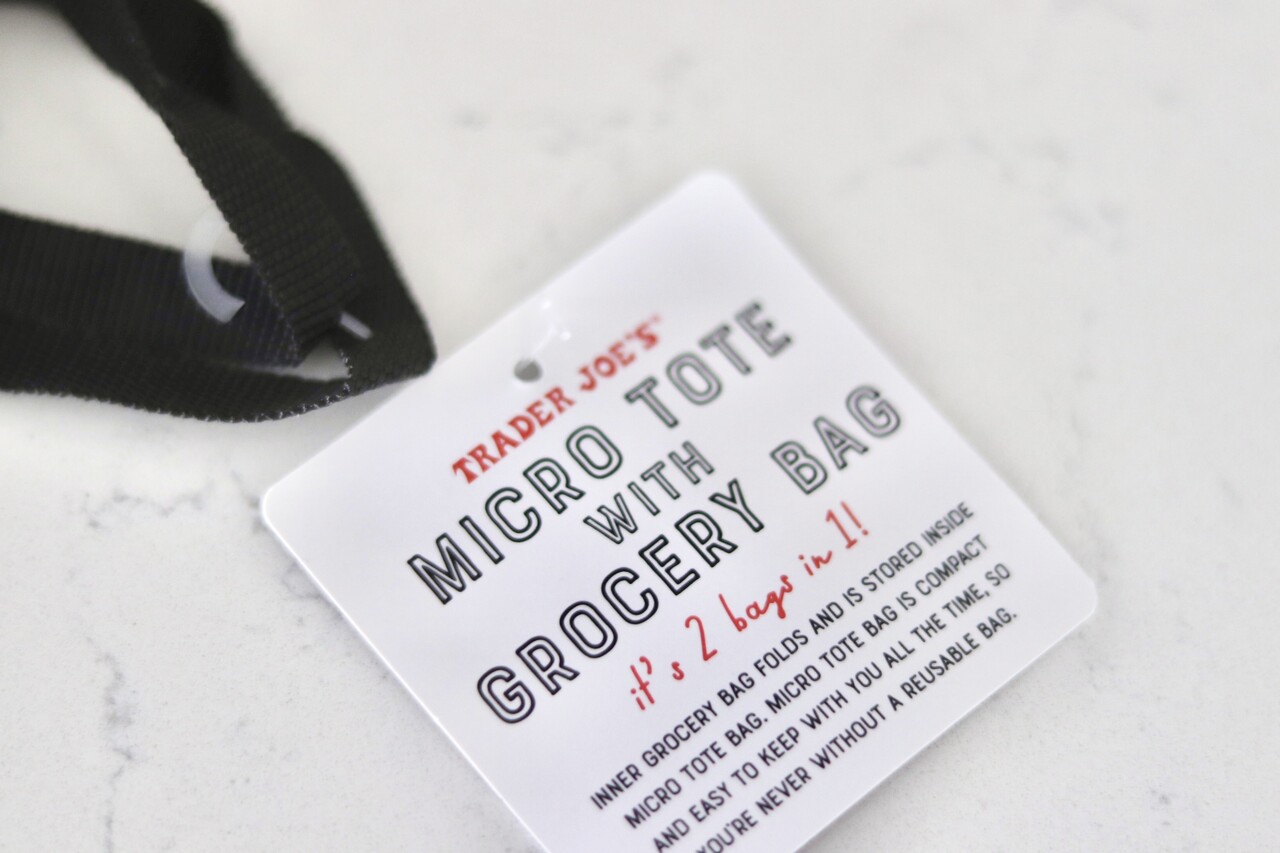 TRADER JOE'S
MICRO TOTE
WITH
GROCERY BAG
it's 2 bags in 1!
INNER GROCERY BAG FOLDS AND IS STORED INSIDE
MICRO TOTE BAG. MICRO TOTE BAG IS COMPACT
AND EASY TO KEEP WITH YOU ALL THE TIME, SO
YOU'RE NEVER WITHOUT A REUSABLE BAG.